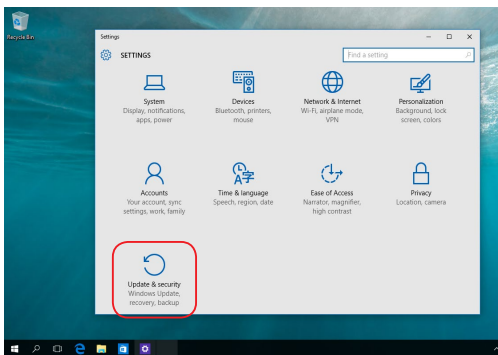 Recycle Bin
Settings
SETTINGS
Find a setting
System
Display, notifications,
apps, power
Devices
Bluetooth, printers,
mouse
Network & Internet
Wi-Fi, airplane mode,
VPN
Personalization
Background, lock
screen, colors
Accounts
Your account, sync
settings, work, family
Time & language
Speech, region, date
Ease of Access
Narrator, magnifier,
high contrast
Privacy
Location, camera
Update & security
Windows Update,
recovery, backup